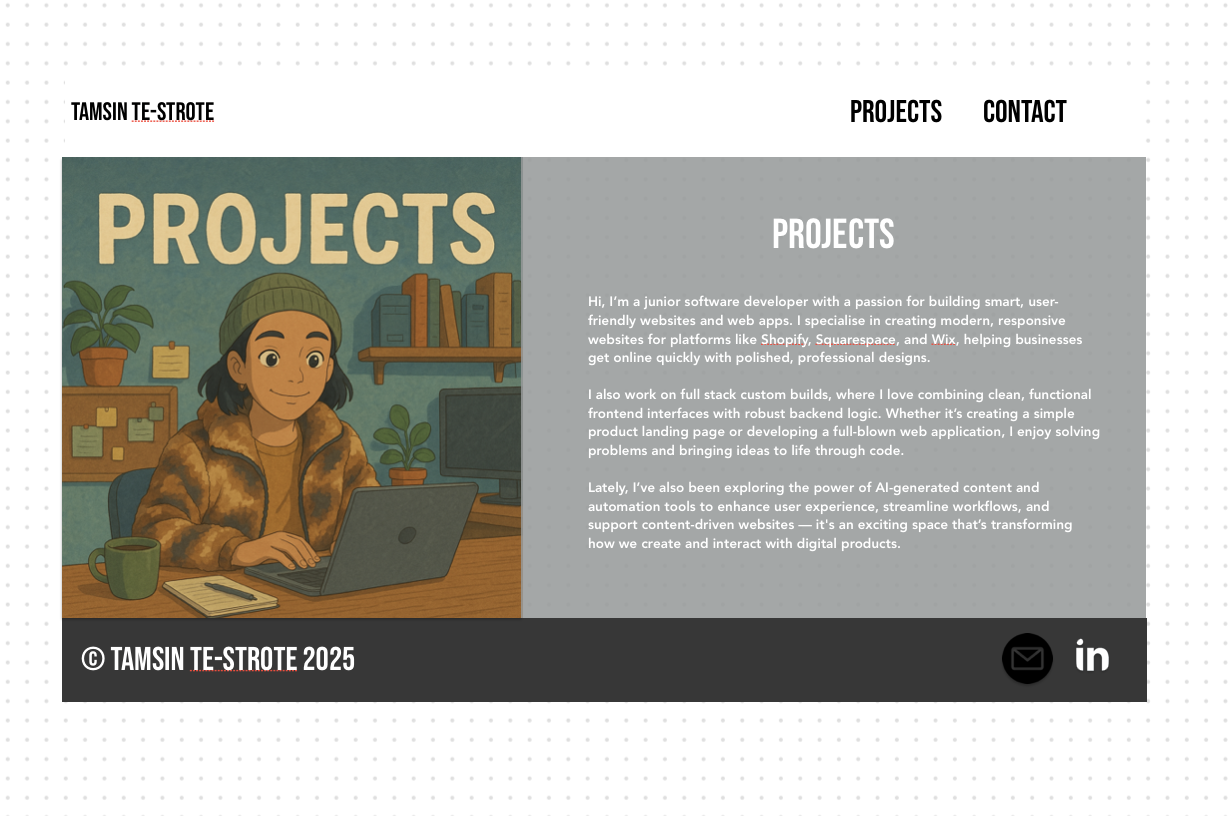 TAMSIN TE-STROTE
PROJECTS
CONTACT
PROJECTS
PROJECTS
Hi, I’m a junior software developer with a passion for building smart, user-
friendly websites and web apps. I specialise in creating modern, responsive
websites for platforms like Shopify, Squarespace, and Wix, helping businesses
get online quickly with polished, professional designs.
I also work on full stack custom builds, where I love combining clean, functional
frontend interfaces with robust backend logic. Whether it’s creating a simple
product landing page or developing a full-blown web application, I enjoy solving
problems and bringing ideas to life through code.
Lately, I’ve also been exploring the power of AI-generated content and
automation tools to enhance user experience, streamline workflows, and
support content-driven websites — it's an exciting space that’s transforming
how we create and interact with digital products.
© TAMSIN TE-STROTE 2025
in